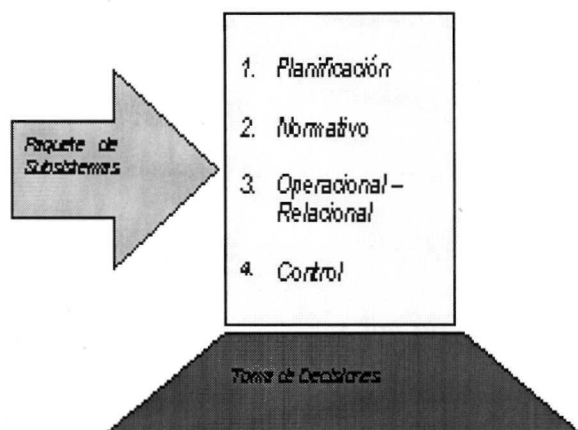 Paquete de
Subsistemas
1. Planificación
2. Normativo
3. Operacional –
Relacional
4. Control
Toma de Decisiones